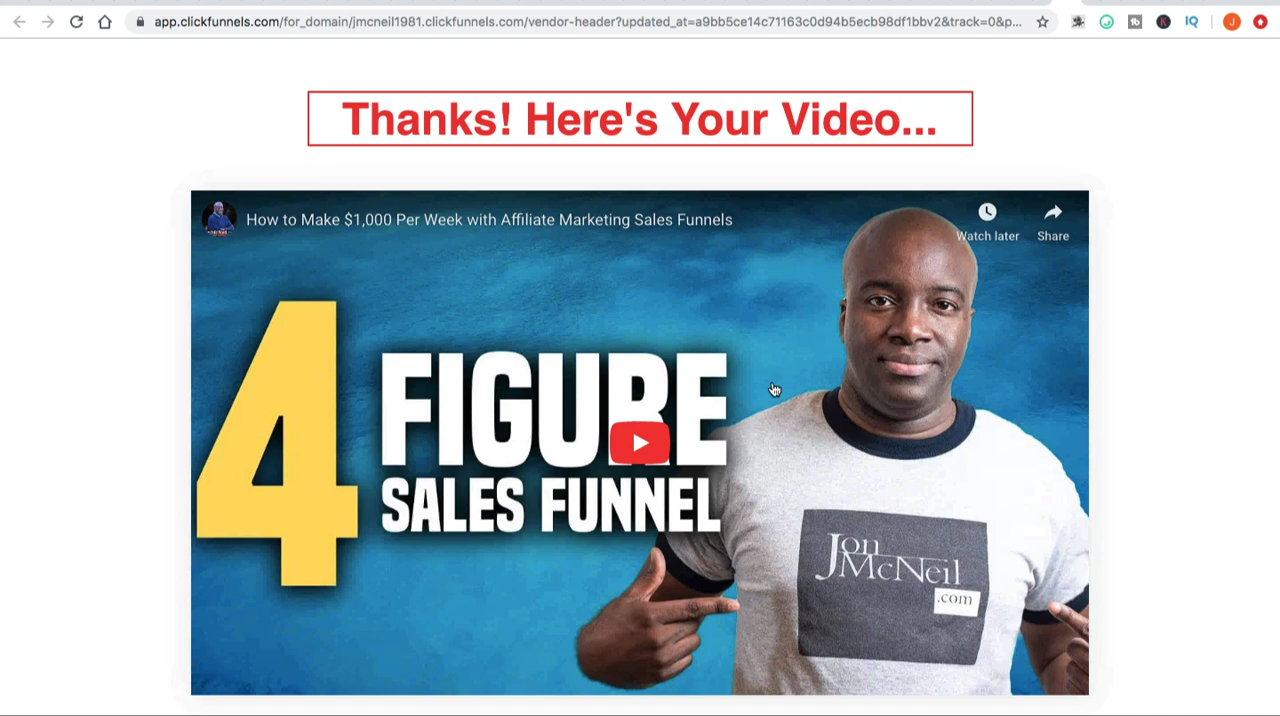 app.clickfunnels.com/for_domain/jmcneil1981.clickfunnels.com/vendor-header?updated_at=a9bb5ce14c71163c0d94b5ecb98df1bbv2&track=0&p...
IQ
J
Thanks! Here's Your Video...
How to Make $1,000 Per Week with Affiliate Marketing Sales Funnels
Watch later
Share
4
FIGURE
SALES FUNNEL
Jon
McNeil
.com